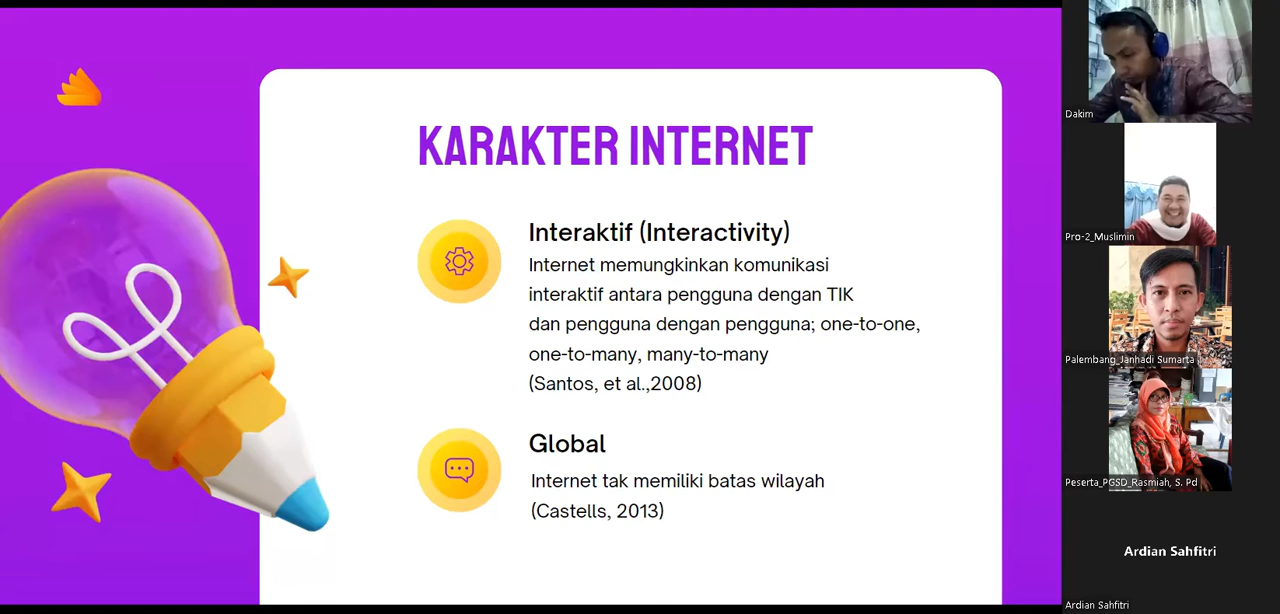 KARAKTER INTERNET
Interaktif (Interactivity)
Internet memungkinkan komunikasi
interaktif antara pengguna dengan TIK
dan pengguna dengan pengguna; one-to-one,
one-to-many, many-to-many
(Santos, et al.,2008)
Global
Internet tak memiliki batas wilayah
(Castells, 2013)
Dakim
Pro-2_Muslimin
Palembang_Janhadi Sumarta
Peserta_PGSD_Rasmiah, S. Pd
Ardian Sahfitri
Ardian Sahfitri